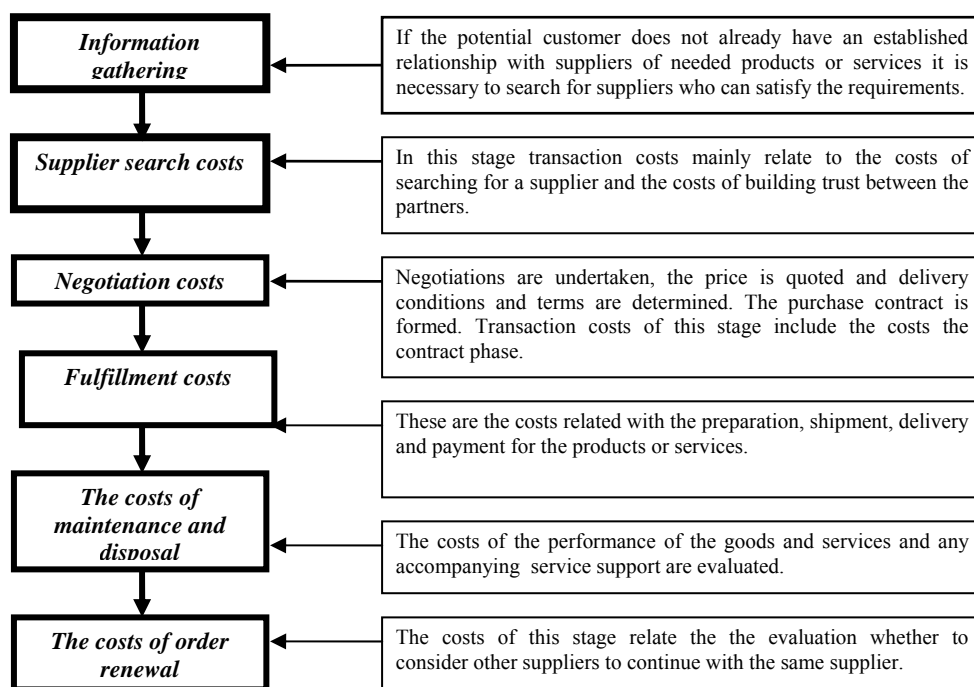 Information
gathering
If the potential customer does not already have an established
relationship with suppliers of needed products or services it is
necessary to search for suppliers who can satisfy the requirements.
Supplier search costs
In this stage transaction costs mainly relate to the costs of
searching for a supplier and the costs of building trust between the
partners.
Negotiation costs
Negotiations are undertaken, the price is quoted and delivery
conditions and terms are determined. The purchase contract is
formed. Transaction costs of this stage include the costs the
contract phase.
Fulfillment costs
These are the costs related with the preparation, shipment, delivery
and payment for the products or services.
The costs of
maintenance and
disposal
The costs of the performance of the goods and services and any
accompanying service support are evaluated.
The costs of order
renewal
The costs of this stage relate the the evaluation whether to
consider other suppliers to continue with the same supplier.